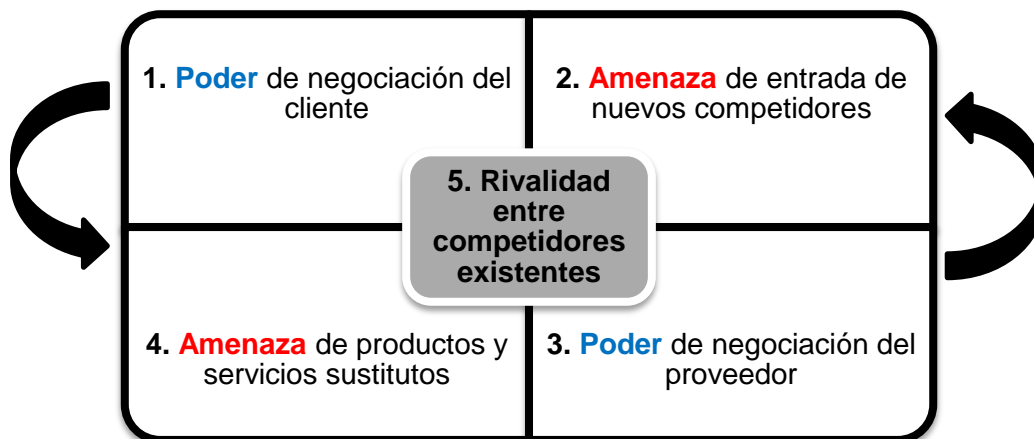 1. Poder de negociación del
cliente
2. Amenaza de entrada de
nuevos competidores
5. Rivalidad
entre
competidores
existentes
4. Amenaza de productos y
servicios sustitutos
3. Poder de negociación del
proveedor